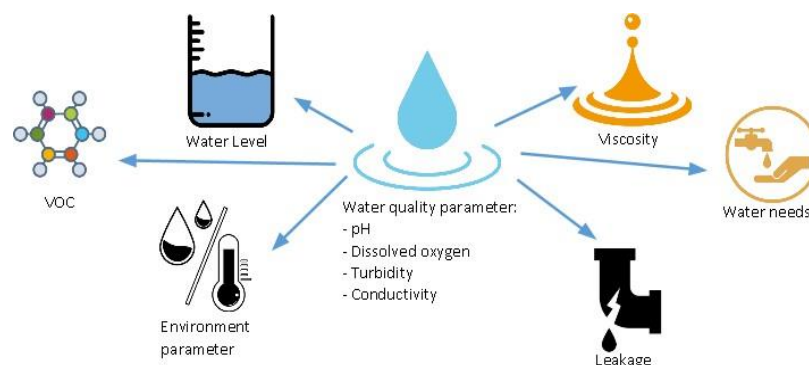 Water Level
Viscosity
VOC
Water needs
Water quality parameter:
- pH
- Dissolved oxygen
- Turbidity
- Conductivity
Environment
parameter
Leakage